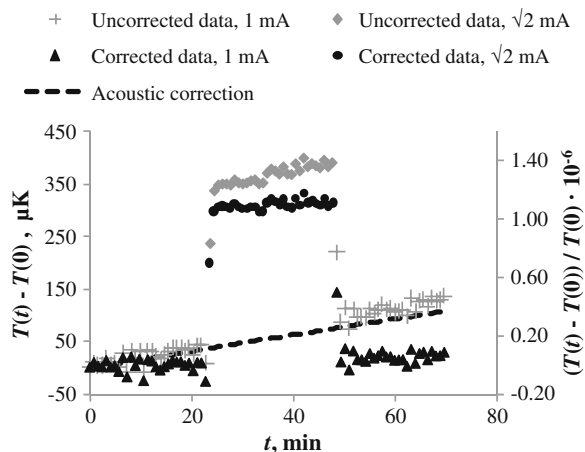 Uncorrected data, 1 mA
Uncorrected data, √2 mA
Corrected data, 1 mA
Corrected data, √2 mA
Acoustic correction
450
350
250
150
50
-50
T(t) - T(0) , µK
1.40
1.00
0.60
0.20
-0.20
(T(t) - T(0)) / T(0) · 10-6
0
20
40
60
80
t, min